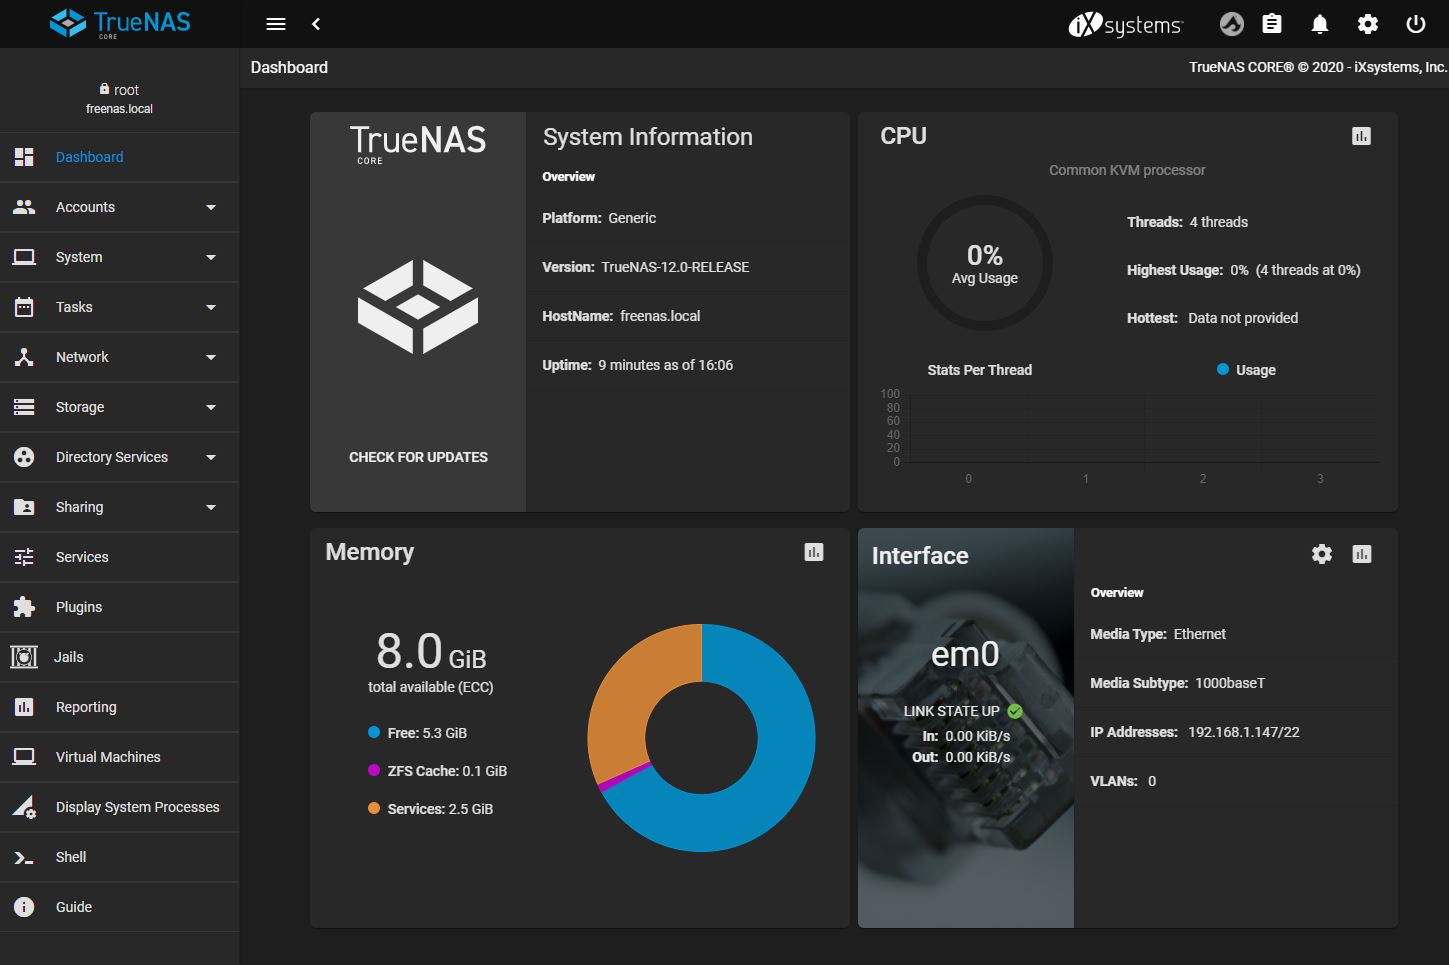 TrueNAS
CORE
iXsystems
Dashboard
TrueNAS CORE® © 2020 - iXsystems, Inc.
root
freenas.local
Dashboard
Accounts
System
Tasks
Network
Storage
Directory Services
Sharing
Services
Plugins
Jails
Reporting
Virtual Machines
Display System Processes
Shell
Guide
TrueNAS
CORE
CHECK FOR UPDATES
System Information
Overview
Platform: Generic
Version: TrueNAS-12.0-RELEASE
HostName: freenas.local
Uptime: 9 minutes as of 16:06
CPU
Common KVM processor
0%
Avg Usage
Threads: 4 threads
Highest Usage: 0% (4 threads at 0%)
Hottest: Data not provided
Stats Per Thread
Usage
100
80
60
40
20
0
0 1 2 3
Memory
8.0 GiB
total available (ECC)
Free: 5.3 GiB
ZFS Cache: 0.1 GiB
Services: 2.5 GiB
Interface
em0
LINK STATE UP
In: 0.00 KiB/s
Out: 0.00 KiB/s
Overview
Media Type: Ethernet
Media Subtype: 1000baseT
IP Addresses: 192.168.1.147/22
VLANs: 0